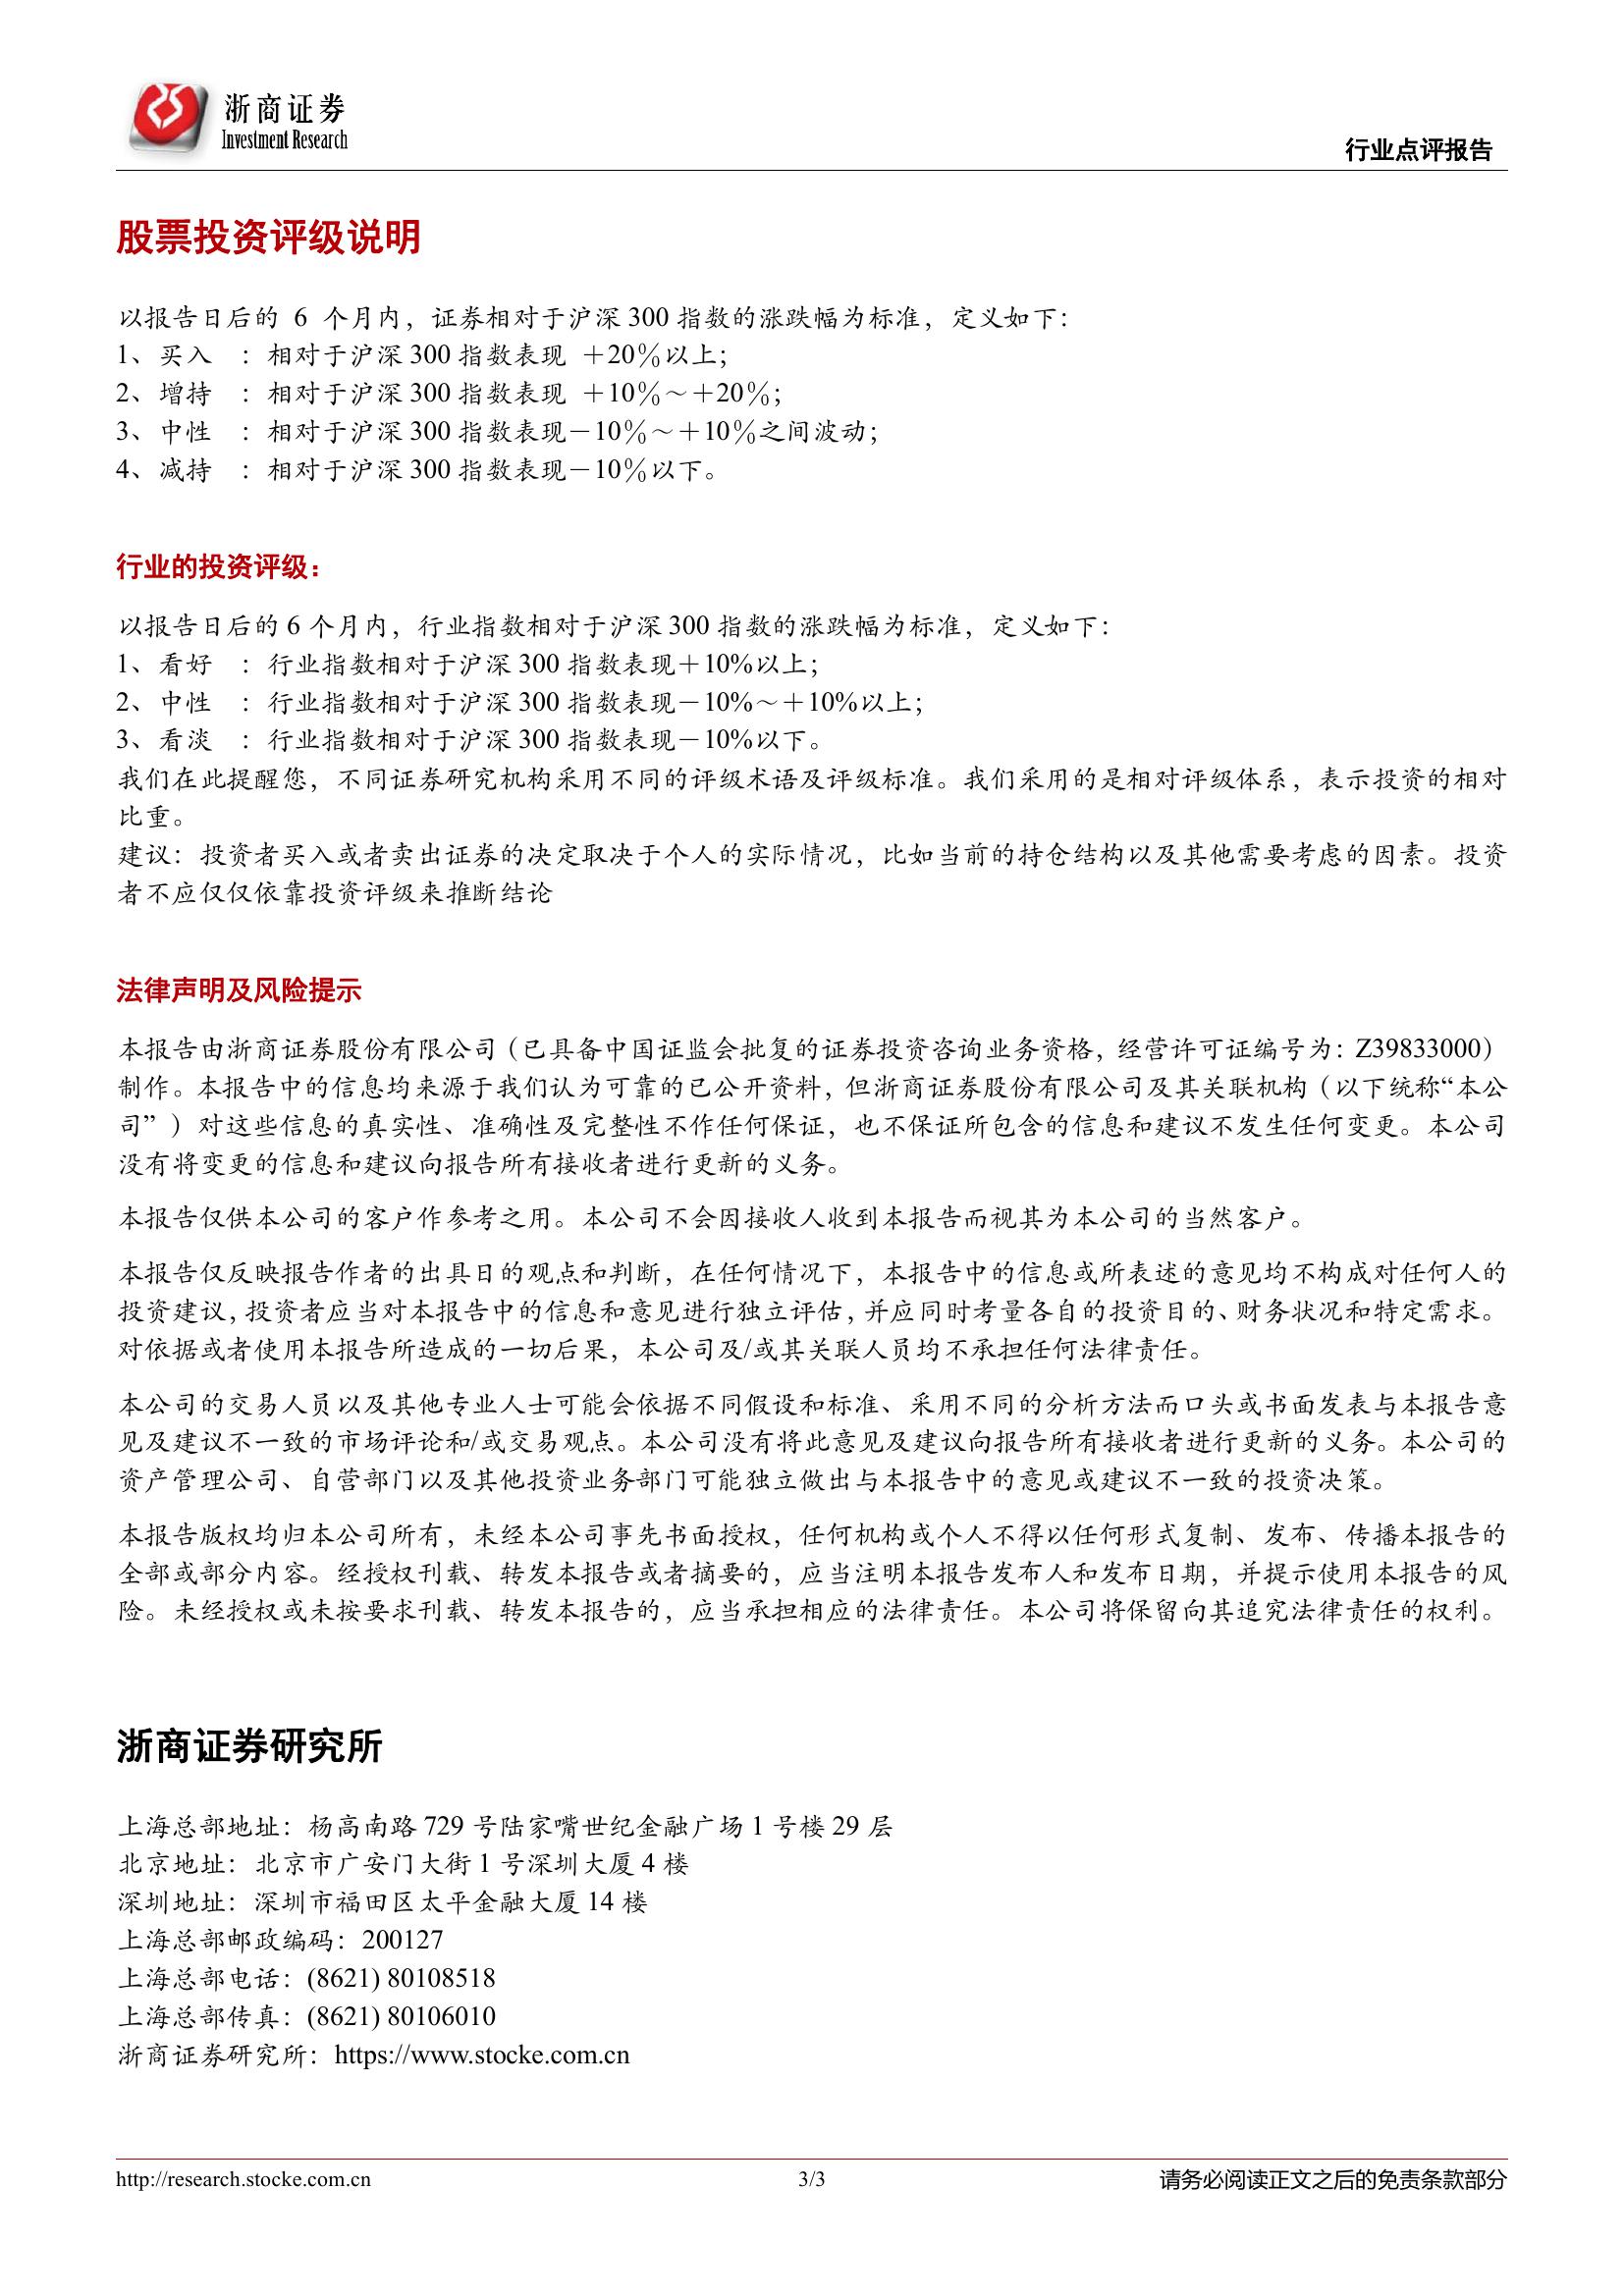 浙商证券
Investment Research
行业点评报告
股票投资评级说明
以报告日后的 6 个月内，证券相对于沪深 300 指数的涨跌幅为标准，定义如下：
1、买入 ：相对于沪深 300 指数表现 ＋20％以上；
2、增持 ：相对于沪深 300 指数表现 ＋10％～＋20％；
3、中性 ：相对于沪深 300 指数表现－10％～＋10％之间波动；
4、减持 ：相对于沪深 300 指数表现－10％以下。
行业的投资评级：
以报告日后的 6 个月内，行业指数相对于沪深 300 指数的涨跌幅为标准，定义如下：
1、看好 ：行业指数相对于沪深 300 指数表现＋10%以上；
2、中性 ：行业指数相对于沪深 300 指数表现－10%～＋10%以上；
3、看淡 ：行业指数相对于沪深 300 指数表现－10%以下。
我们在此提醒您，不同证券研究机构采用不同的评级术语及评级标准。我们采用的是相对评级体系，表示投资的相对
比重。
建议：投资者买入或者卖出证券的决定取决于个人的实际情况，比如当前的持仓结构以及其他需要考虑的因素。投资
者不应仅仅依靠投资评级来推断结论
法律声明及风险提示
本报告由浙商证券股份有限公司（已具备中国证监会批复的证券投资咨询业务资格，经营许可证编号为：Z39833000）
制作。本报告中的信息均来源于我们认为可靠的已公开资料，但浙商证券股份有限公司及其关联机构（以下统称“本公
司”）对这些信息的真实性、准确性及完整性不作任何保证，也不保证所包含的信息和建议不发生任何变更。本公司
没有将变更的信息和建议向报告所有接收者进行更新的义务。
本报告仅供本公司的客户作参考之用。本公司不会因接收人收到本报告而视其为本公司的当然客户。
本报告仅反映报告作者的出具日的观点和判断，在任何情况下，本报告中的信息或所表述的意见均不构成对任何人的
投资建议，投资者应当对本报告中的信息和意见进行独立评估，并应同时考量各自的投资目的、财务状况和特定需求。
对依据或者使用本报告所造成的一切后果，本公司及/或其关联人员均不承担任何法律责任。
本公司的交易人员以及其他专业人士可能会依据不同假设和标准、采用不同的分析方法而口头或书面发表与本报告意
见及建议不一致的市场评论和/或交易观点。本公司没有将此意见及建议向报告所有接收者进行更新的义务。本公司的
资产管理公司、自营部门以及其他投资业务部门可能独立做出与本报告中的意见或建议不一致的投资决策。
本报告版权均归本公司所有，未经本公司事先书面授权，任何机构或个人不得以任何形式复制、发布、传播本报告的
全部或部分内容。经授权刊载、转发本报告或者摘要的，应当注明本报告发布人和发布日期，并提示使用本报告的风
险。未经授权或未按要求刊载、转发本报告的，应当承担相应的法律责任。本公司将保留向其追究法律责任的权利。
浙商证券研究所
上海总部地址：杨高南路 729 号陆家嘴世纪金融广场 1 号楼 29 层
北京地址：北京市广安门大街 1 号深圳大厦 4 楼
深圳地址：深圳市福田区太平金融大厦 14 楼
上海总部邮政编码：200127
上海总部电话：(8621) 80108518
上海总部传真：(8621) 80106010
浙商证券研究所：https://www.stocke.com.cn
http://research.stocke.com.cn
3/3
请务必阅读正文之后的免责条款部分